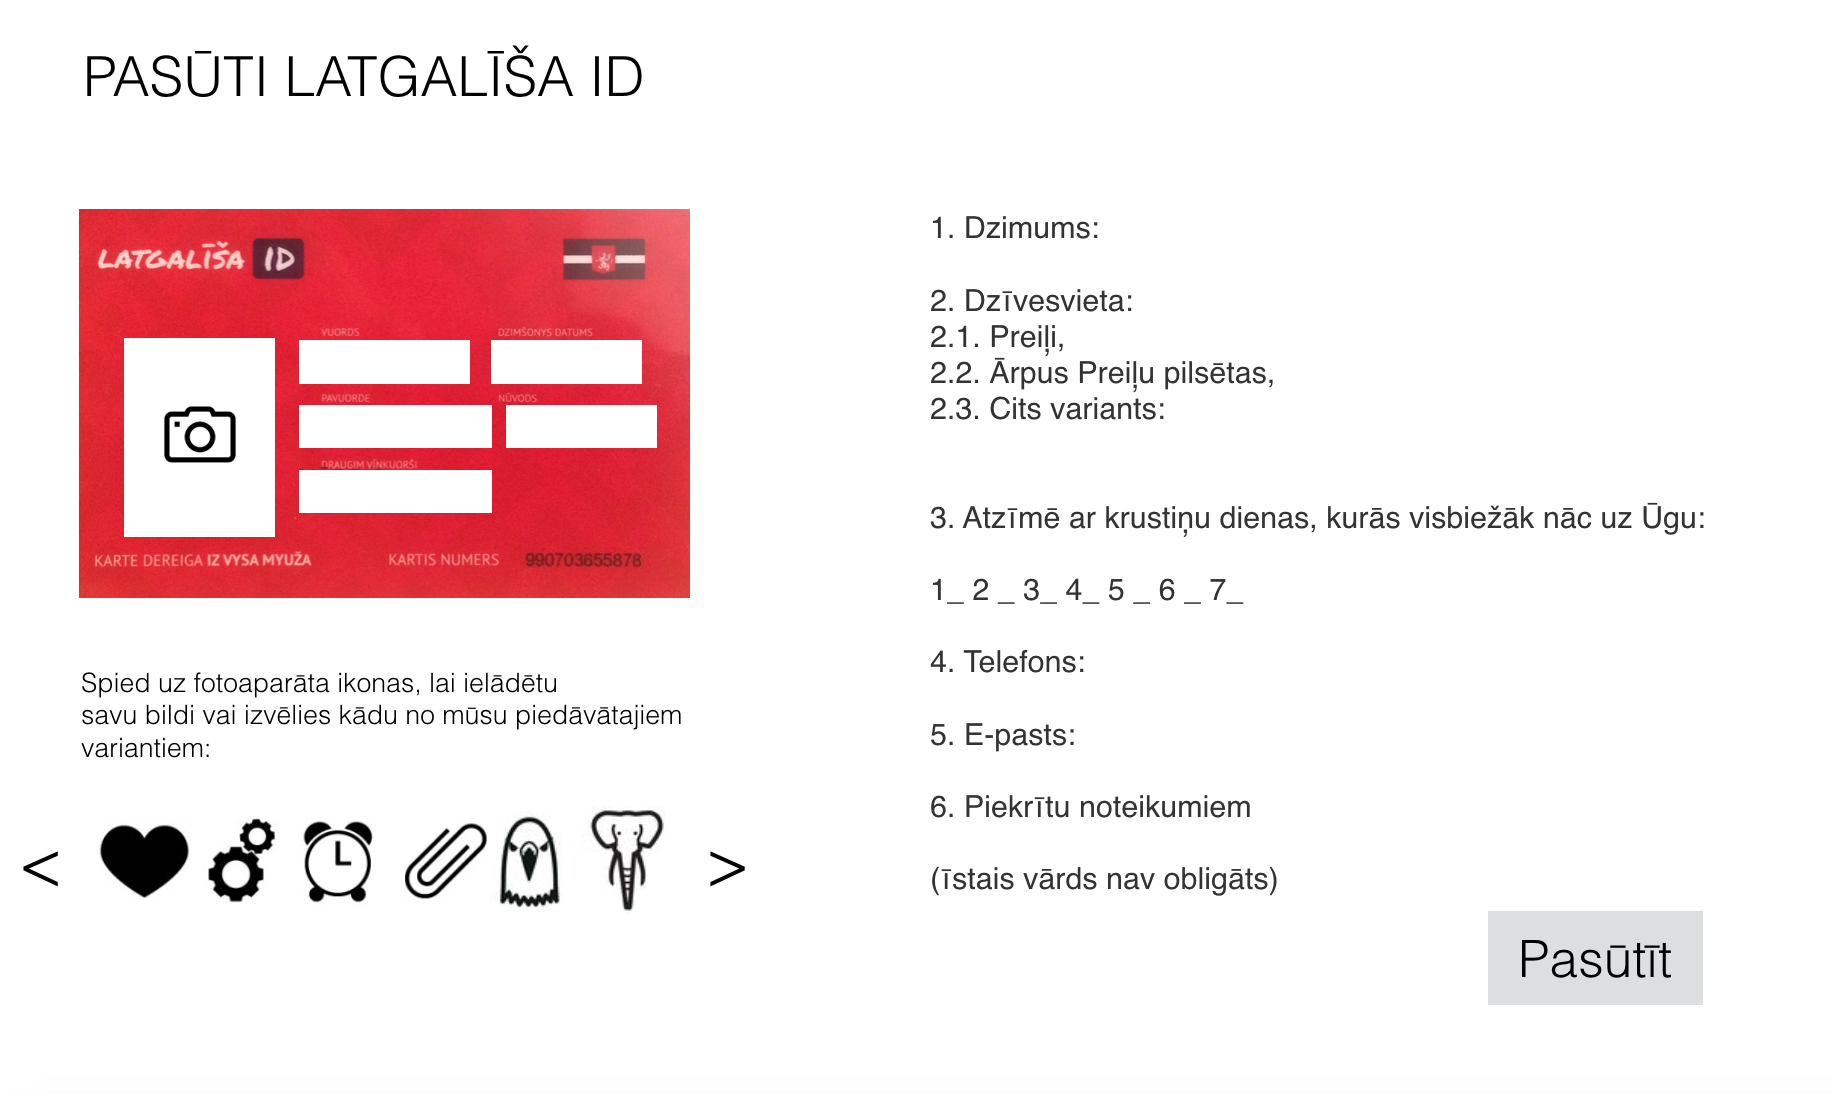 PASŪTI LATGALĪŠA ID
LATGALĪŠA ID
VUORDS
DZIMŠONYS DATUMS
PAVUORDE
NŪVODS
DRAUGIM VĪNKUORŠI
KARTE DEREIGA IZ VYSA MYUŽA
KARTIS NUMERS 990703655878
Spied uz fotoaparāta ikonas, lai ielādētu
savu bildi vai izvēlies kādu no mūsu piedāvātajiem
variantiem:
< >
1. Dzimums:
2. Dzīvesvieta:
2.1. Preiļi,
2.2. Ārpus Preiļu pilsētas,
2.3. Cits variants:
3. Atzīmē ar krustiņu dienas, kurās visbiežāk nāc uz Ūgu:
1_ 2 _ 3_ 4_ 5 _ 6 _ 7_
4. Telefons:
5. E-pasts:
6. Piekrītu noteikumiem
(īstais vārds nav obligāts)
Pasūtīt